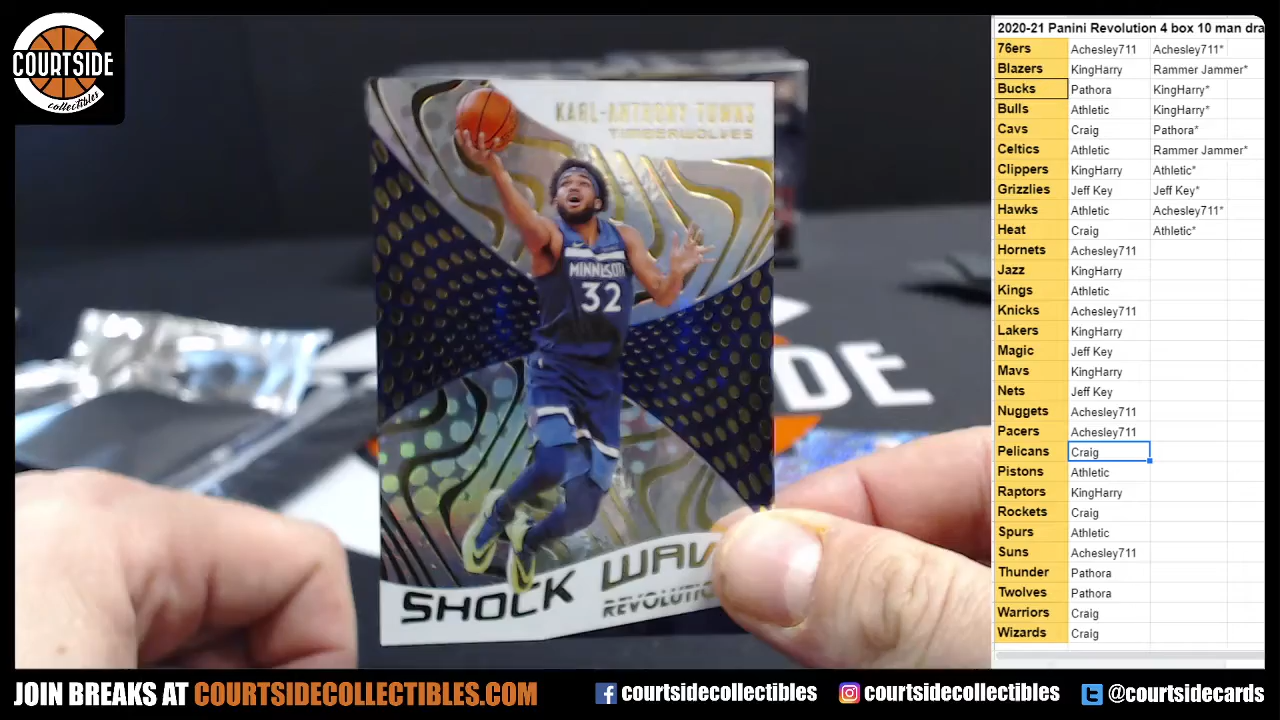 COURTSIDE
collectibles
KARL-ANTHONY TOWNS
TIMBERWOLVES
MINNESOTA
32
SHOCK WAV
REVOLUTIO
DE
2020-21 Panini Revolution 4 box 10 man dra
76ers Achesley711 Achesley711*
Blazers KingHarry Rammer Jammer*
Bucks Pathora KingHarry*
Bulls Athletic KingHarry*
Cavs Craig Pathora*
Celtics Athletic Rammer Jammer*
Clippers KingHarry Athletic*
Grizzlies Jeff Key Jeff Key*
Hawks Athletic Achesley711*
Heat Craig Athletic*
Hornets Achesley711
Jazz KingHarry
Kings Athletic
Knicks Achesley711
Lakers KingHarry
Magic Jeff Key
Mavs KingHarry
Nets Jeff Key
Nuggets Achesley711
Pacers Achesley711
Pelicans Craig
Pistons Athletic
Raptors KingHarry
Rockets Craig
Spurs Athletic
Suns Achesley711
Thunder Pathora
Twolves Pathora
Warriors Craig
Wizards Craig
JOIN BREAKS AT COURTSIDECOLLECTIBLES.COM courtsidecollectibles courtsidecollectibles @courtsidecards